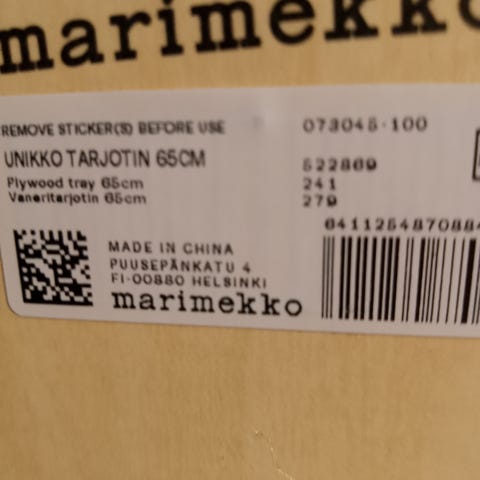 marimekko
REMOVE STICKER(S) BEFORE USE
073048-100
UNIKKO TARJOTIN 65CM
Plywood tray 65cm
Vaneritarjotin 65cm
522869
241
279
MADE IN CHINA
PUUSEPÄNKATU 4
FI-00880 HELSINKI
marimekko